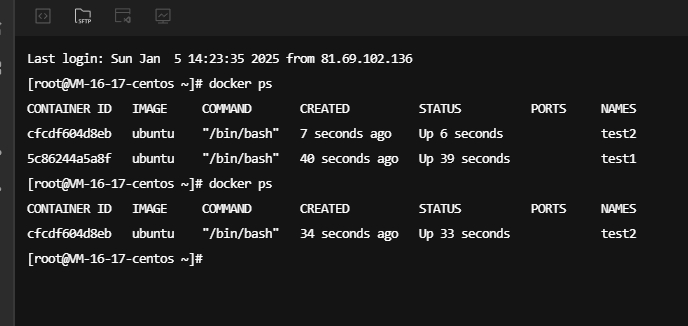 SFTP
Last login: Sun Jan  5 14:23:35 2025 from 81.69.102.136
[root@VM-16-17-centos ~]# docker ps
CONTAINER ID   IMAGE     COMMAND       CREATED          STATUS          PORTS     NAMES
cfcdf604d8eb   ubuntu    "/bin/bash"   7 seconds ago    Up 6 seconds              test2
5c86244a5a8f   ubuntu    "/bin/bash"   40 seconds ago   Up 39 seconds             test1
[root@VM-16-17-centos ~]# docker ps
CONTAINER ID   IMAGE     COMMAND       CREATED          STATUS          PORTS     NAMES
cfcdf604d8eb   ubuntu    "/bin/bash"   34 seconds ago   Up 33 seconds             test2
[root@VM-16-17-centos ~]#